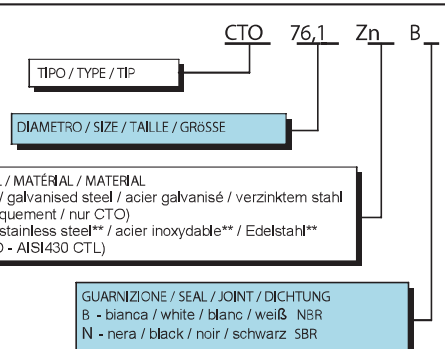 CTO 76,1 Zn B
TIPO / TYPE / TIP
DIAMETRO / SIZE / TAILLE / GRÖSSE
/ MATÉRIAL / MATERIAL
/ galvanised steel / acier galvanisé / verzinktem stahl
quement / nur CTO)
stainless steel** / acier inoxydable** / Edelstahl**
- AISI430 CTL)
GUARNIZIONE / SEAL / JOINT / DICHTUNG
B - bianca / white / blanc / weiß NBR
N - nera / black / noir / schwarz SBR